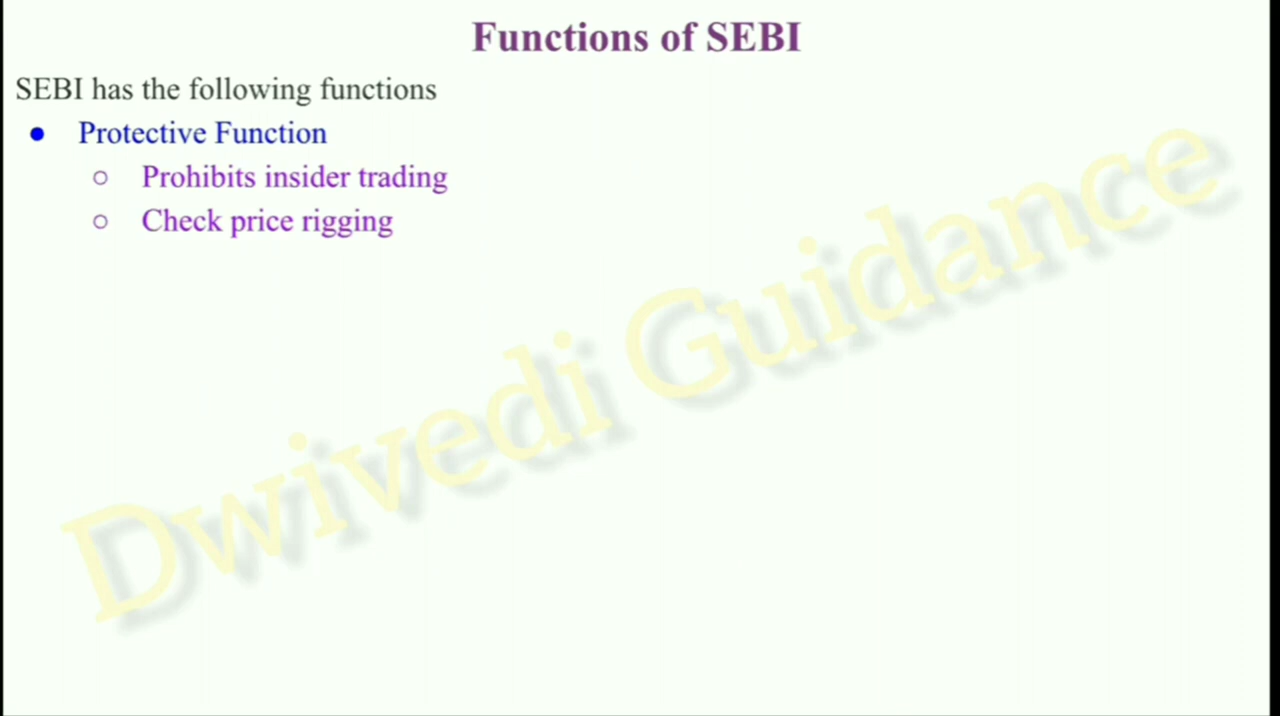 Functions of SEBI
SEBI has the following functions
● Protective Function
○ Prohibits insider trading
○ Check price rigging
Dwivedi Guidance